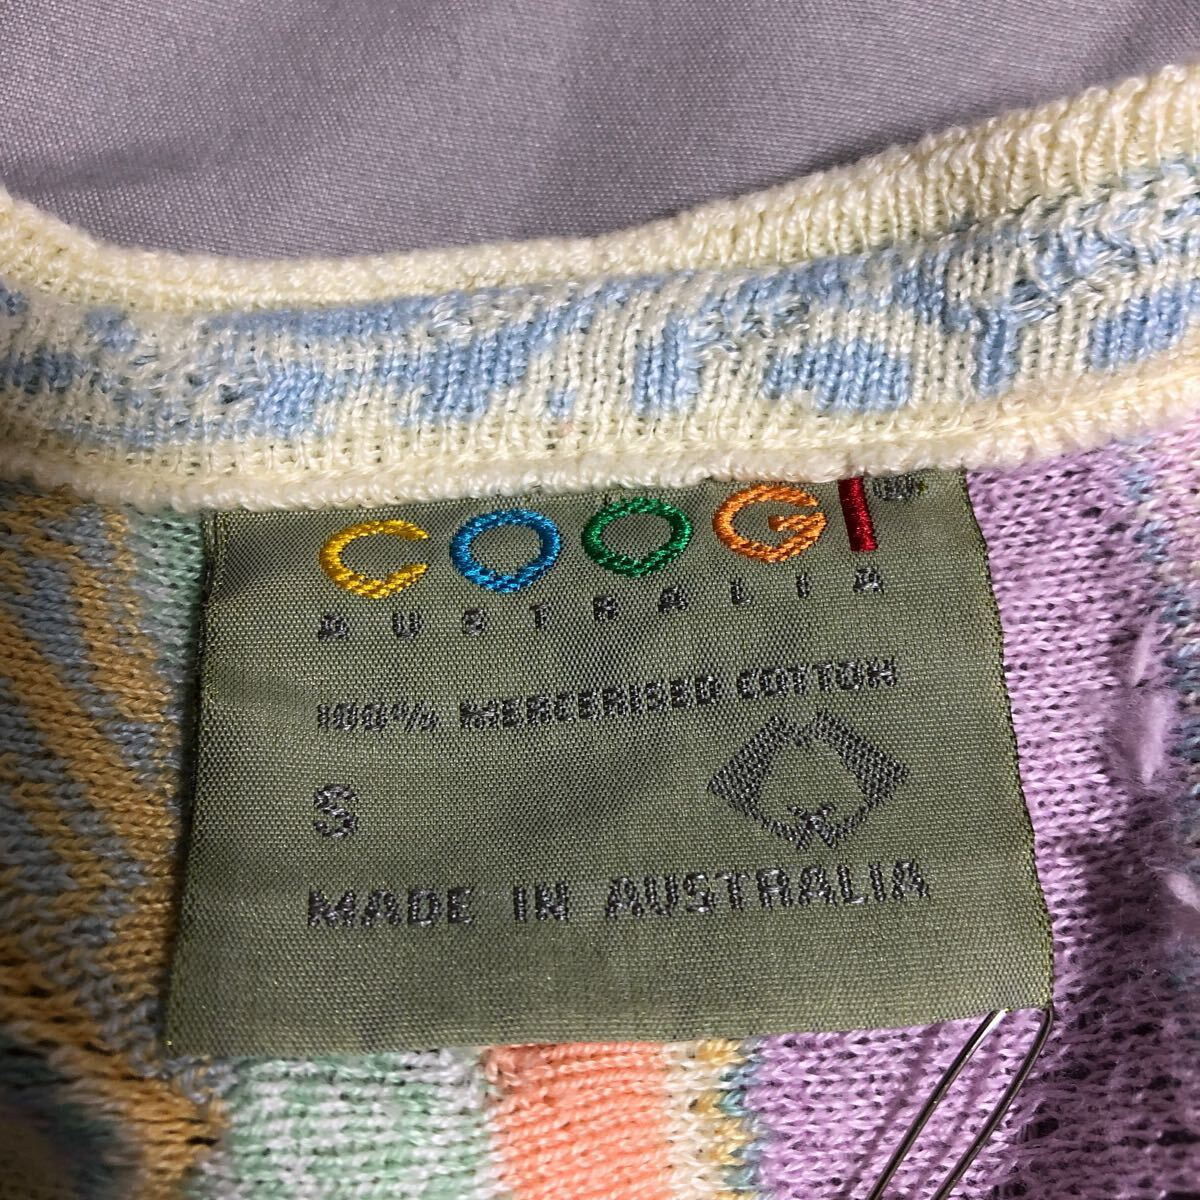 COOGI®
AUSTRALIA
100% MERCERISED COTTON
S
MADE IN AUSTRALIA